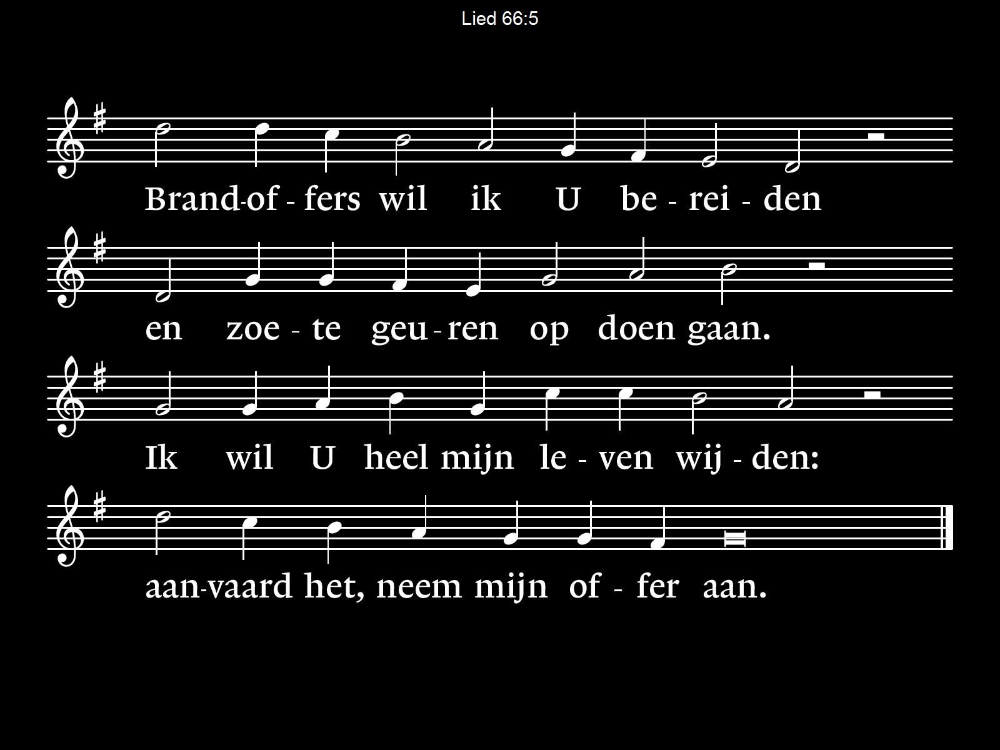 Lied 66:5
Brand-of - fers wil ik U be - rei - den
en zoe - te geu - ren op doen gaan.
Ik wil U heel mijn le - ven wij - den:
aan-vaard het, neem mijn of - fer aan.